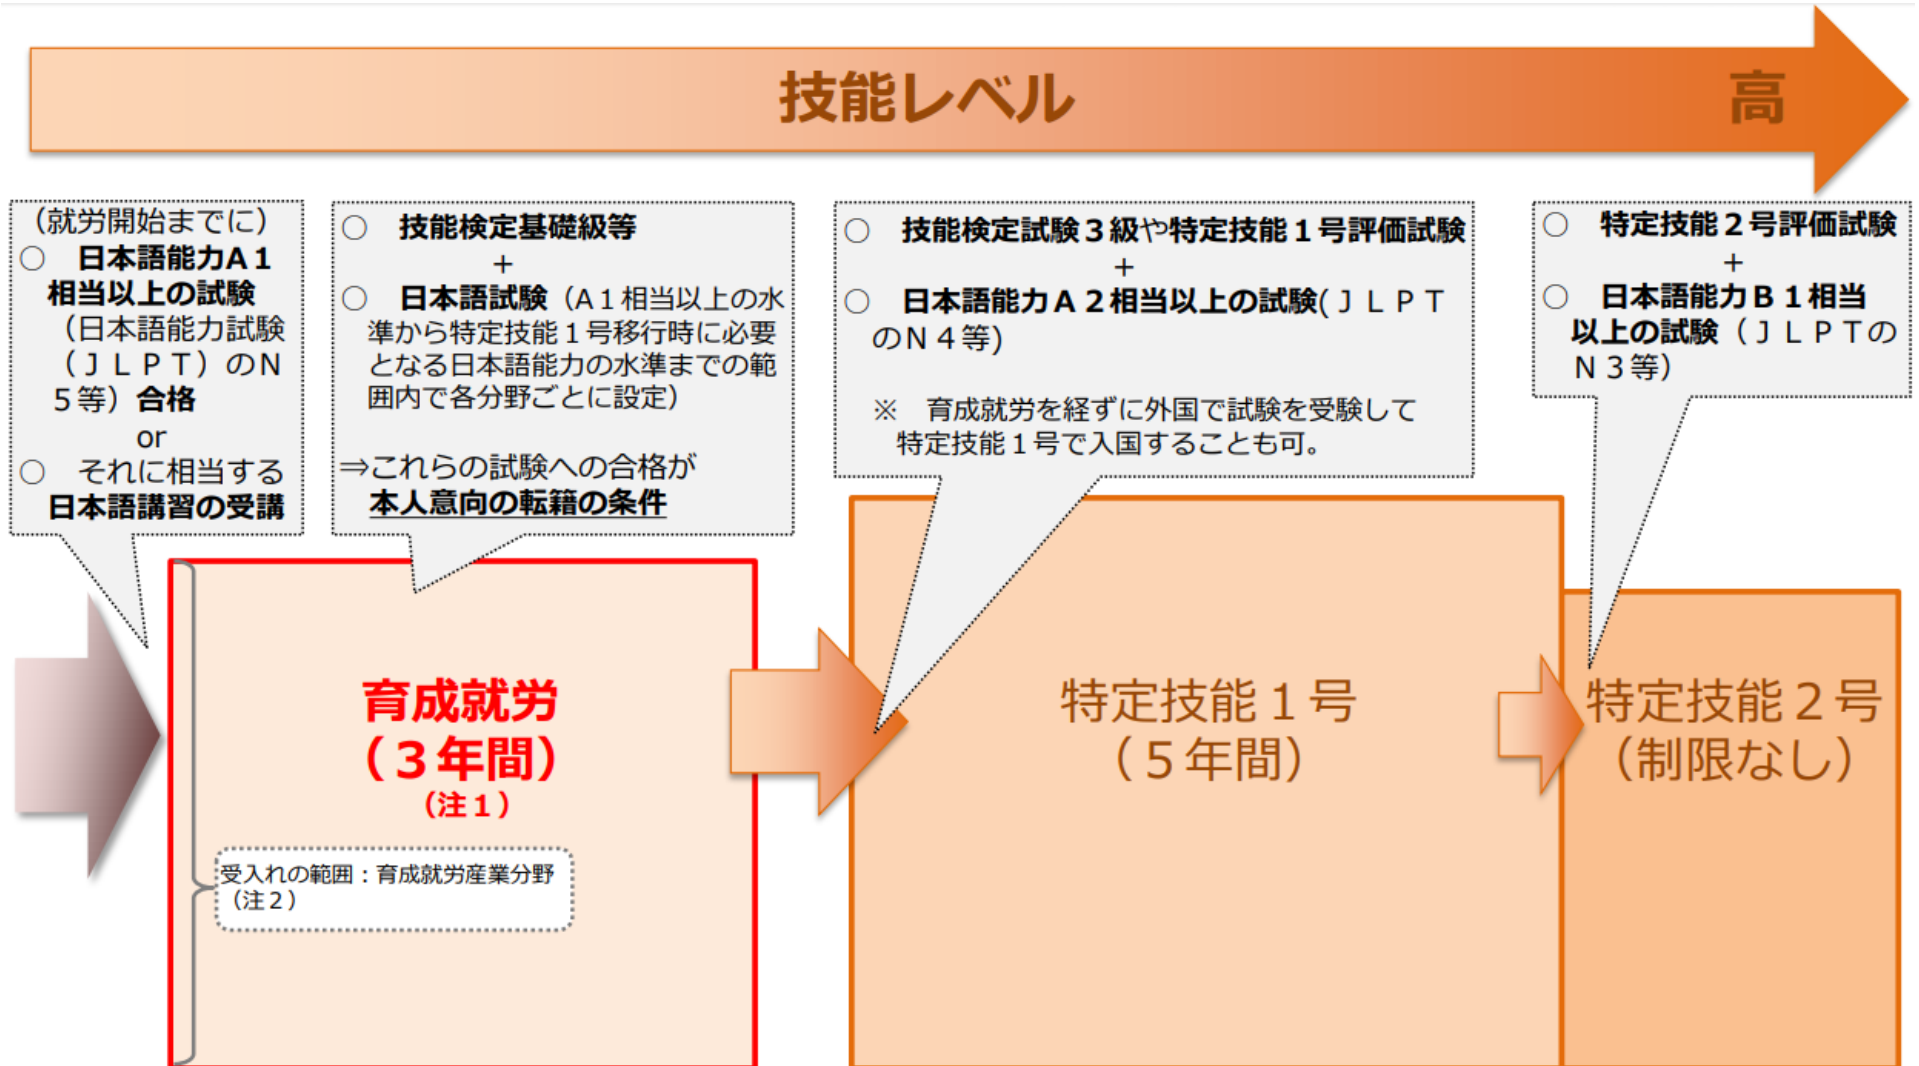 技能レベル
高
（就労開始までに）
○　日本語能力A１
相当以上の試験
（日本語能力試験
（ＪＬＰＴ）のＮ
５等）合格
or
○　それに相当する
日本語講習の受講
○　技能検定基礎級等
+
○　日本語試験（A１相当以上の水
準から特定技能１号移行時に必要
となる日本語能力の水準までの範
囲内で各分野ごとに設定）
⇒これらの試験への合格が
本人意向の転籍の条件
○　技能検定試験３級や特定技能１号評価試験
+
○　日本語能力Ａ２相当以上の試験(ＪＬＰＴ
のＮ４等)
※　育成就労を経ずに外国で試験を受験して
特定技能１号で入国することも可。
○　特定技能２号評価試験
+
○　日本語能力Ｂ１相当
以上の試験（ＪＬＰＴの
Ｎ３等）
育成就労
（３年間）
（注１）
受入れの範囲：育成就労産業分野
（注２）
特定技能１号
（５年間）
特定技能２号
（制限なし）